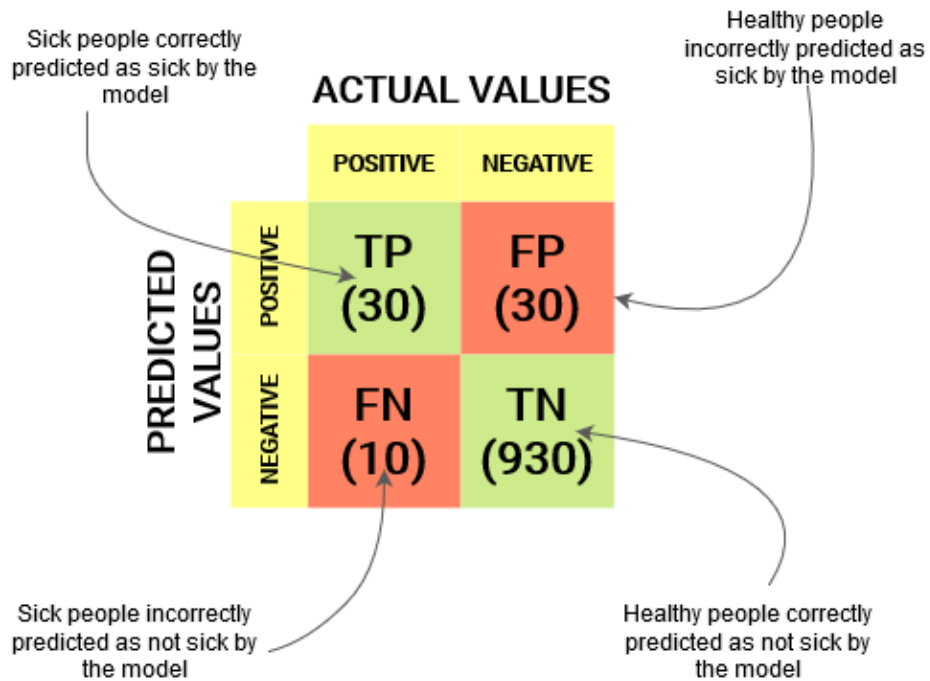 Sick people correctly
predicted as sick by the
model
Healthy people
incorrectly predicted as
sick by the model
ACTUAL VALUES
POSITIVE NEGATIVE
PREDICTED
VALUES
POSITIVE
TP
(30)
FP
(30)
NEGATIVE
FN
(10)
TN
(930)
Sick people incorrectly
predicted as not sick by
the model
Healthy people correctly
predicted as not sick by
the model